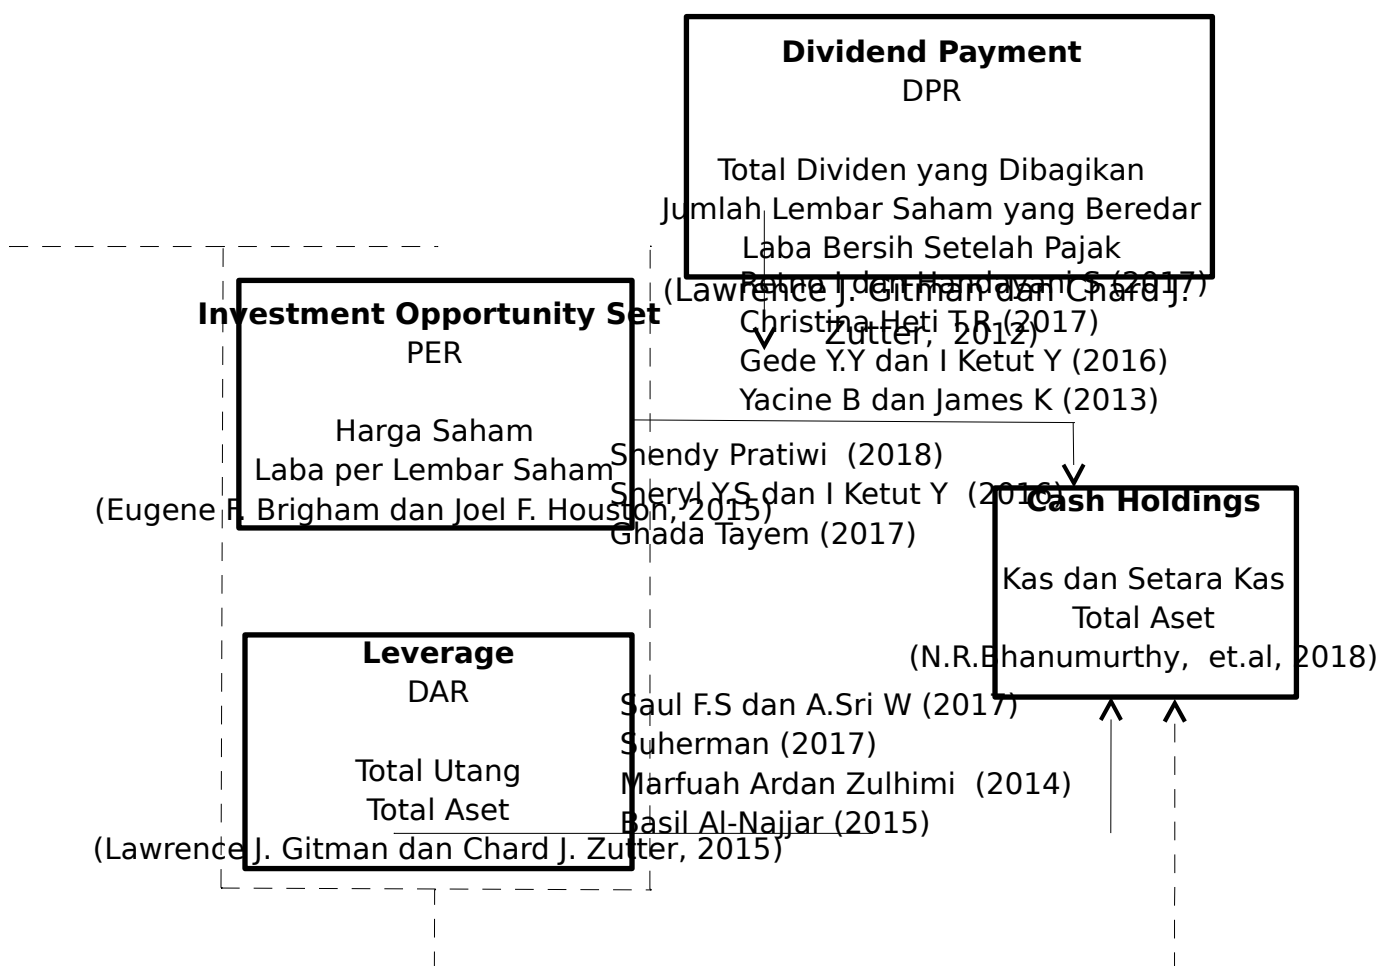 Dividend Payment
DPR
Total Dividen yang Dibagikan
Jumlah Lembar Saham yang Beredar
Laba Bersih Setelah Pajak
(Lawrence J. Gitman dan Chard J.
Zutter, 2012)
Retno I dan Handayani S (2017)
Christina Heti T.R (2017)
Gede Y.Y dan I Ketut Y (2016)
Yacine B dan James K (2013)
Investment Opportunity Set
PER
Harga Saham
Laba per Lembar Saham
(Eugene F. Brigham dan Joel F. Houston, 2015)
Shendy Pratiwi (2018)
Sheryl Y.S dan I Ketut Y (2016)
Ghada Tayem (2017)
Cash Holdings
Kas dan Setara Kas
Total Aset
(N.R.Bhanumurthy, et.al, 2018)
Leverage
DAR
Total Utang
Total Aset
(Lawrence J. Gitman dan Chard J. Zutter, 2015)
Saul F.S dan A.Sri W (2017)
Suherman (2017)
Marfuah Ardan Zulhimi (2014)
Basil Al-Najjar (2015)